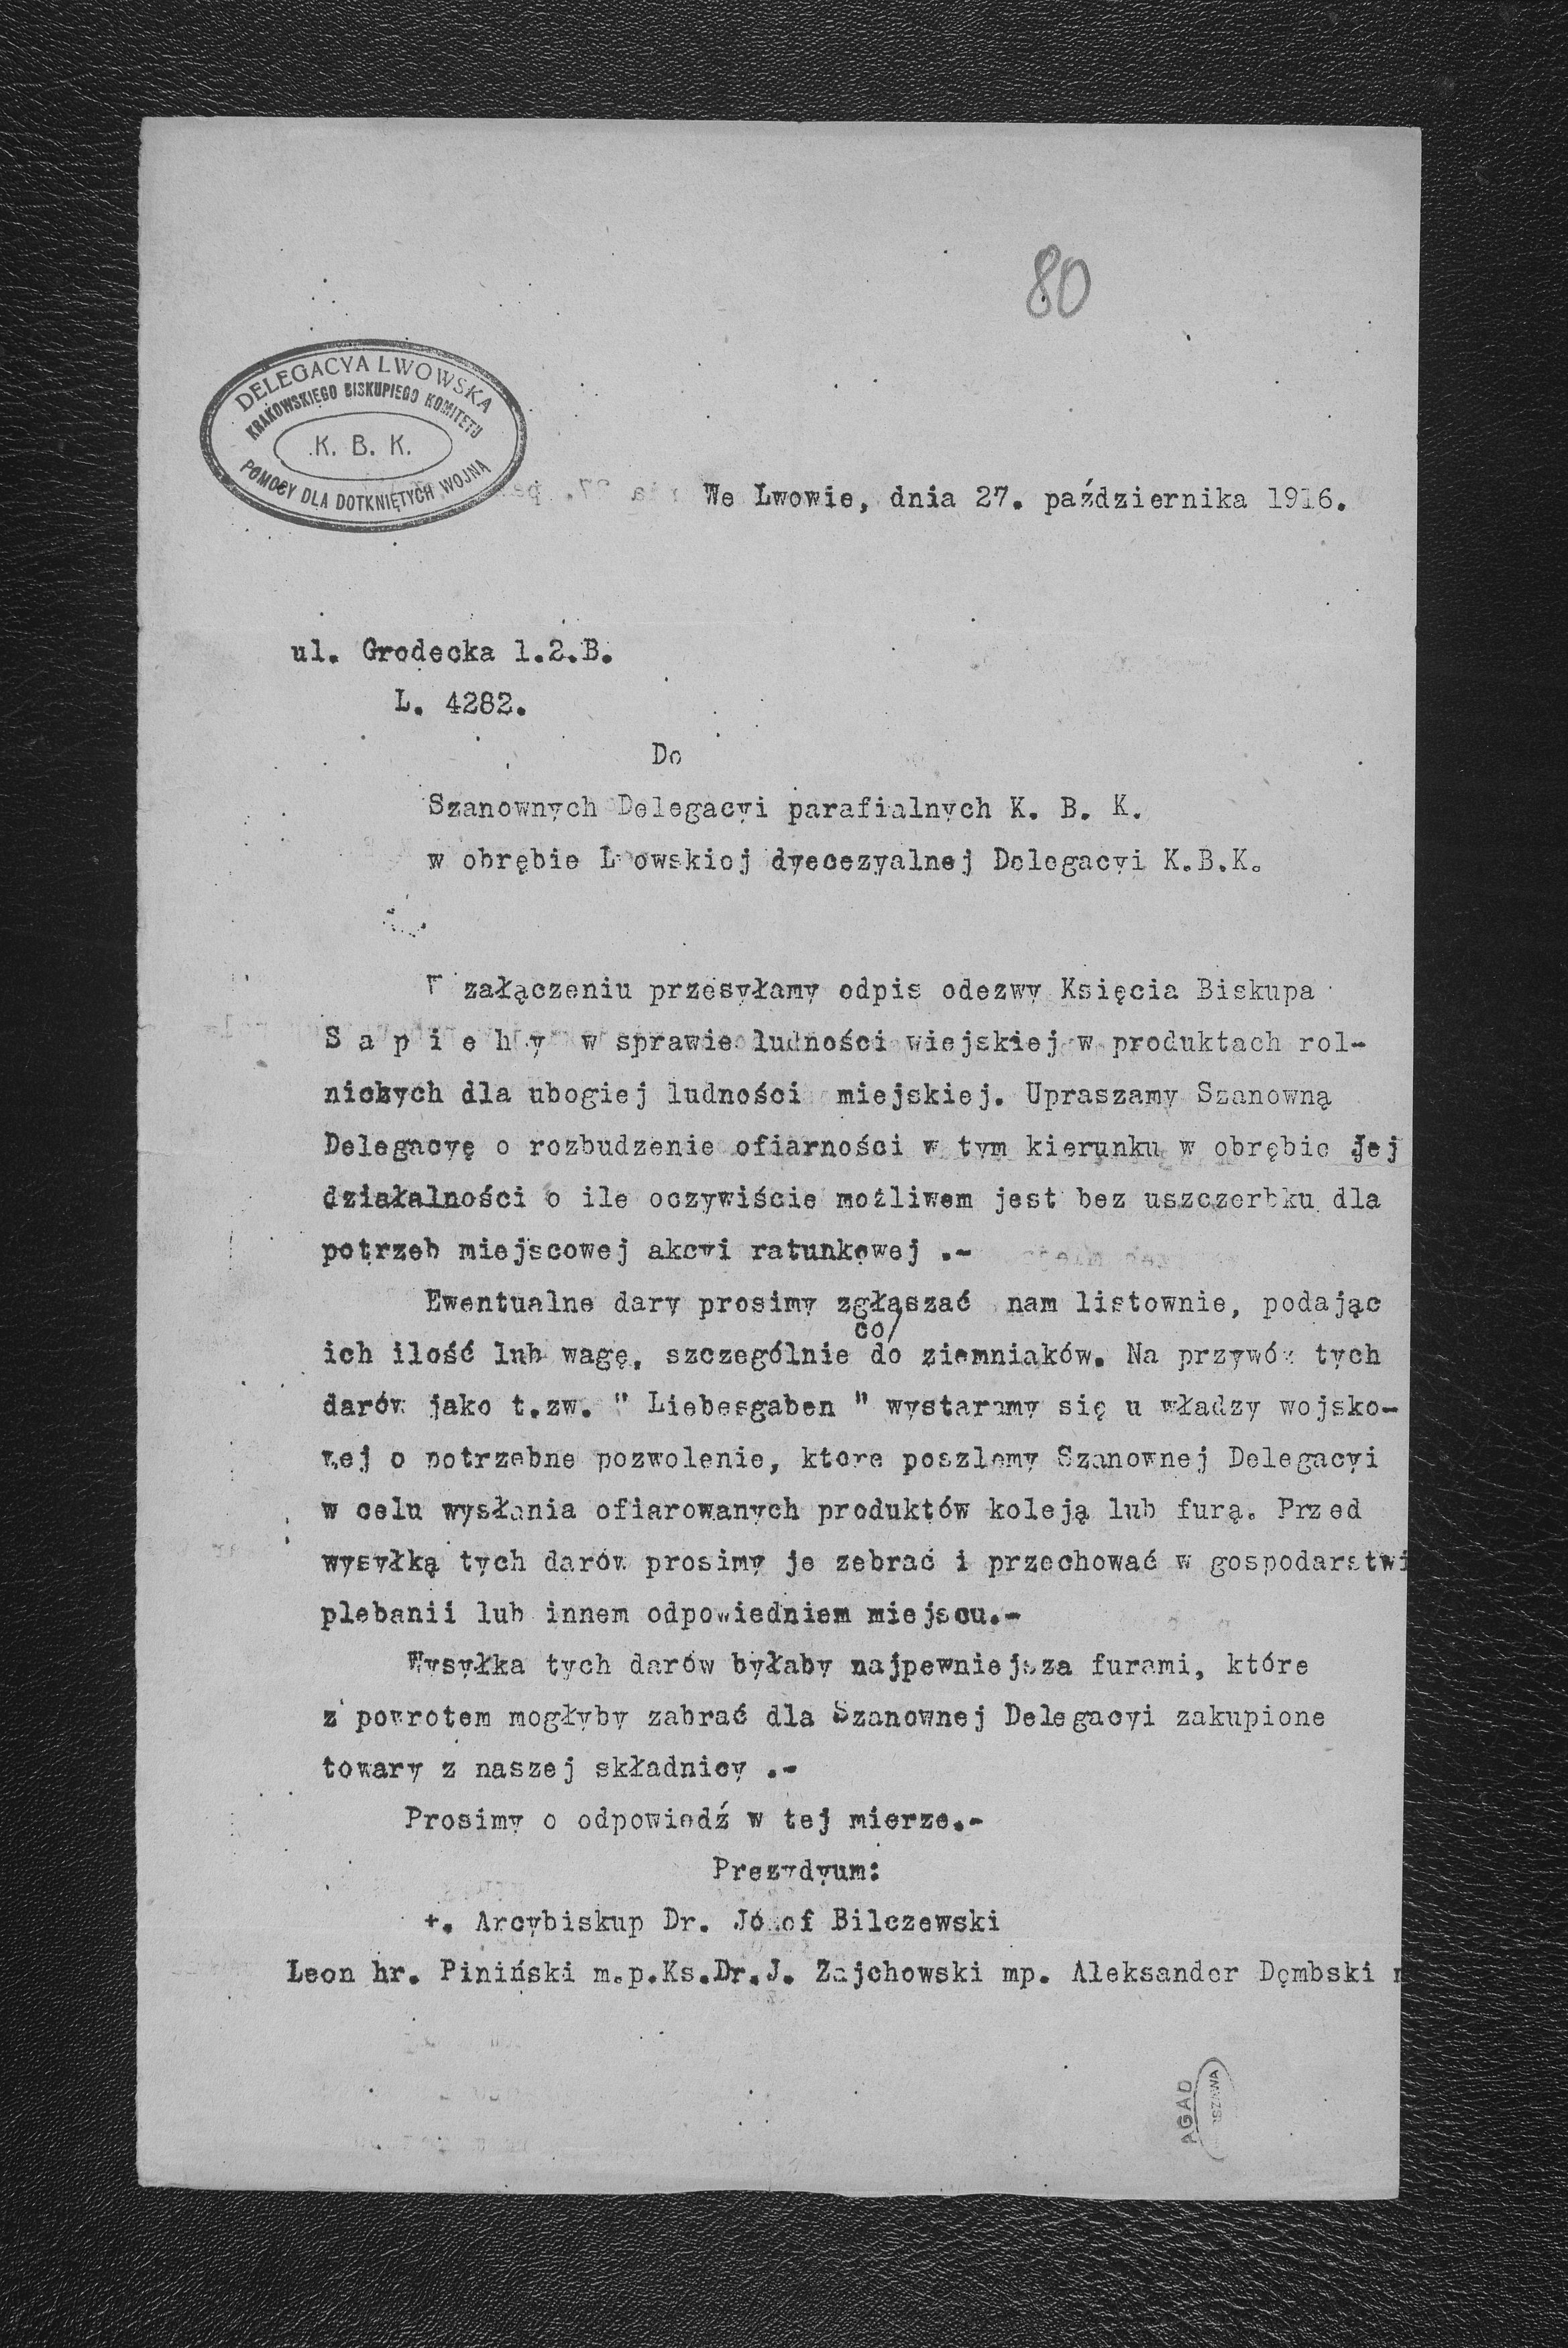 80
DELEGACYA LWOWSKA
KRAKOWSKIEGO BISKUPIEGO KOMITETU
K. B. K.
POMOCY DLA DOTKNIĘTYCH WOJNĄ
We Lwowie, dnia 27. października 1916.
ul. Grodecka l.2.B.
L. 4282.
Do
Szanownych Delegacyi parafialnych K. B. K.
w obrębie Lwowskiej dyecezyalnej Delegacyi K.B.K.
W załączeniu przesyłamy odpis odezwy Księcia Biskupa
S a p i e h y w sprawie ludności wiejskiej w produktach rol-
niczych dla ubogiej ludności miejskiej. Upraszamy Szanowną
Delegacyę o rozbudzenie ofiarności w tym kierunku w obrębie Jej
działalności o ile oczywiście możliwem jest bez uszczerbku dla
potrzeb miejscowej akcyi ratunkowej .-
Ewentualne dary prosimy zgłaszać nam listownie, podając
co/
ich ilość lub wagę, szczególnie do ziemniaków. Na przywóz tych
darów jako t.zw. " Liebesgaben " wystaramy się u władzy wojsko-
wej o potrzebne pozwolenie, ktore poszlemy Szanownej Delegacyi
w celu wysłania ofiarowanych produktów koleją lub furą. Przed
wysyłką tych darów prosimy je zebrać i przechować w gospodarstwi
plebanii lub innem odpowiedniem miejscu.-
Wysyłka tych darów byłaby najpewniejsza furami, które
z powrotem mogłyby zabrać dla Szanownej Delegacyi zakupione
towary z naszej składnicy .-
Prosimy o odpowiedź w tej mierze.-
Prezydyum:
+. Arcybiskup Dr. Józef Bilczewski
Leon hr. Piniński m.p.Ks.Dr.J. Zajchowski mp. Aleksander Dąmbski
AGAD
WARSZAWA